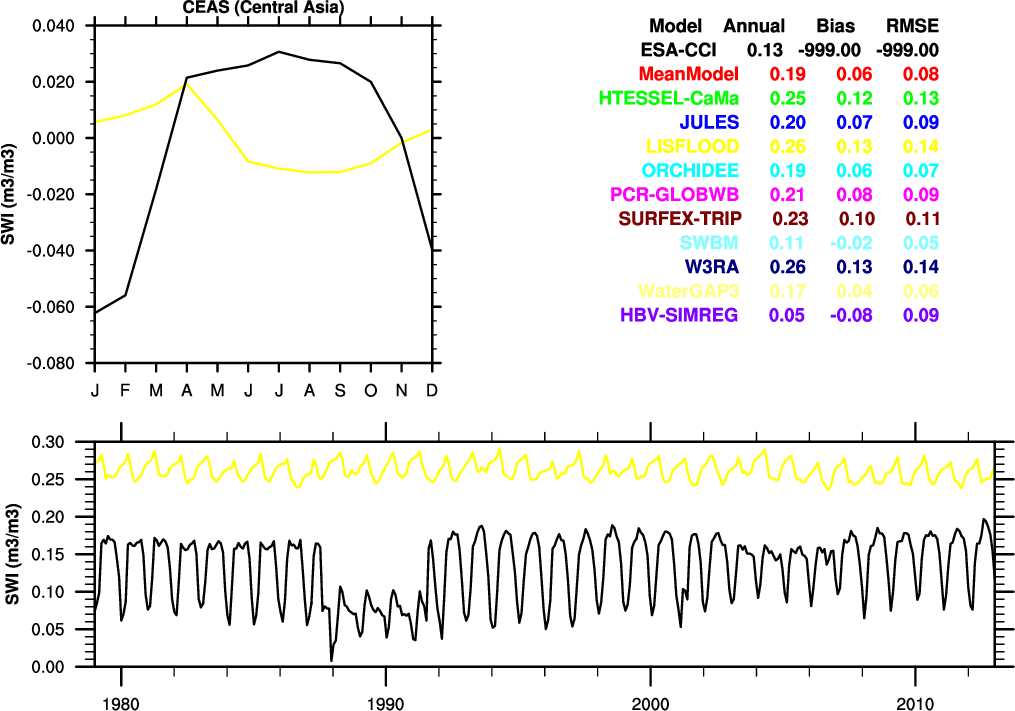 CEAS (Central Asia)
0.040
0.020
0.000
-0.020
-0.040
-0.060
-0.080
SWI (m3/m3)
J F M A M J J A S O N D
Model Annual Bias RMSE
ESA-CCI 0.13 -999.00 -999.00
MeanModel 0.19 0.06 0.08
HTESSEL-CaMa 0.25 0.12 0.13
JULES 0.20 0.07 0.09
LISFLOOD 0.26 0.13 0.14
ORCHIDEE 0.19 0.06 0.07
PCR-GLOBWB 0.21 0.08 0.09
SURFEX-TRIP 0.23 0.10 0.11
SWBM 0.11 -0.02 0.05
W3RA 0.26 0.13 0.14
WaterGAP3 0.17 0.04 0.06
HBV-SIMREG 0.05 -0.08 0.09
0.30
0.25
0.20
0.15
0.10
0.05
0.00
SWI (m3/m3)
1980 1990 2000 2010